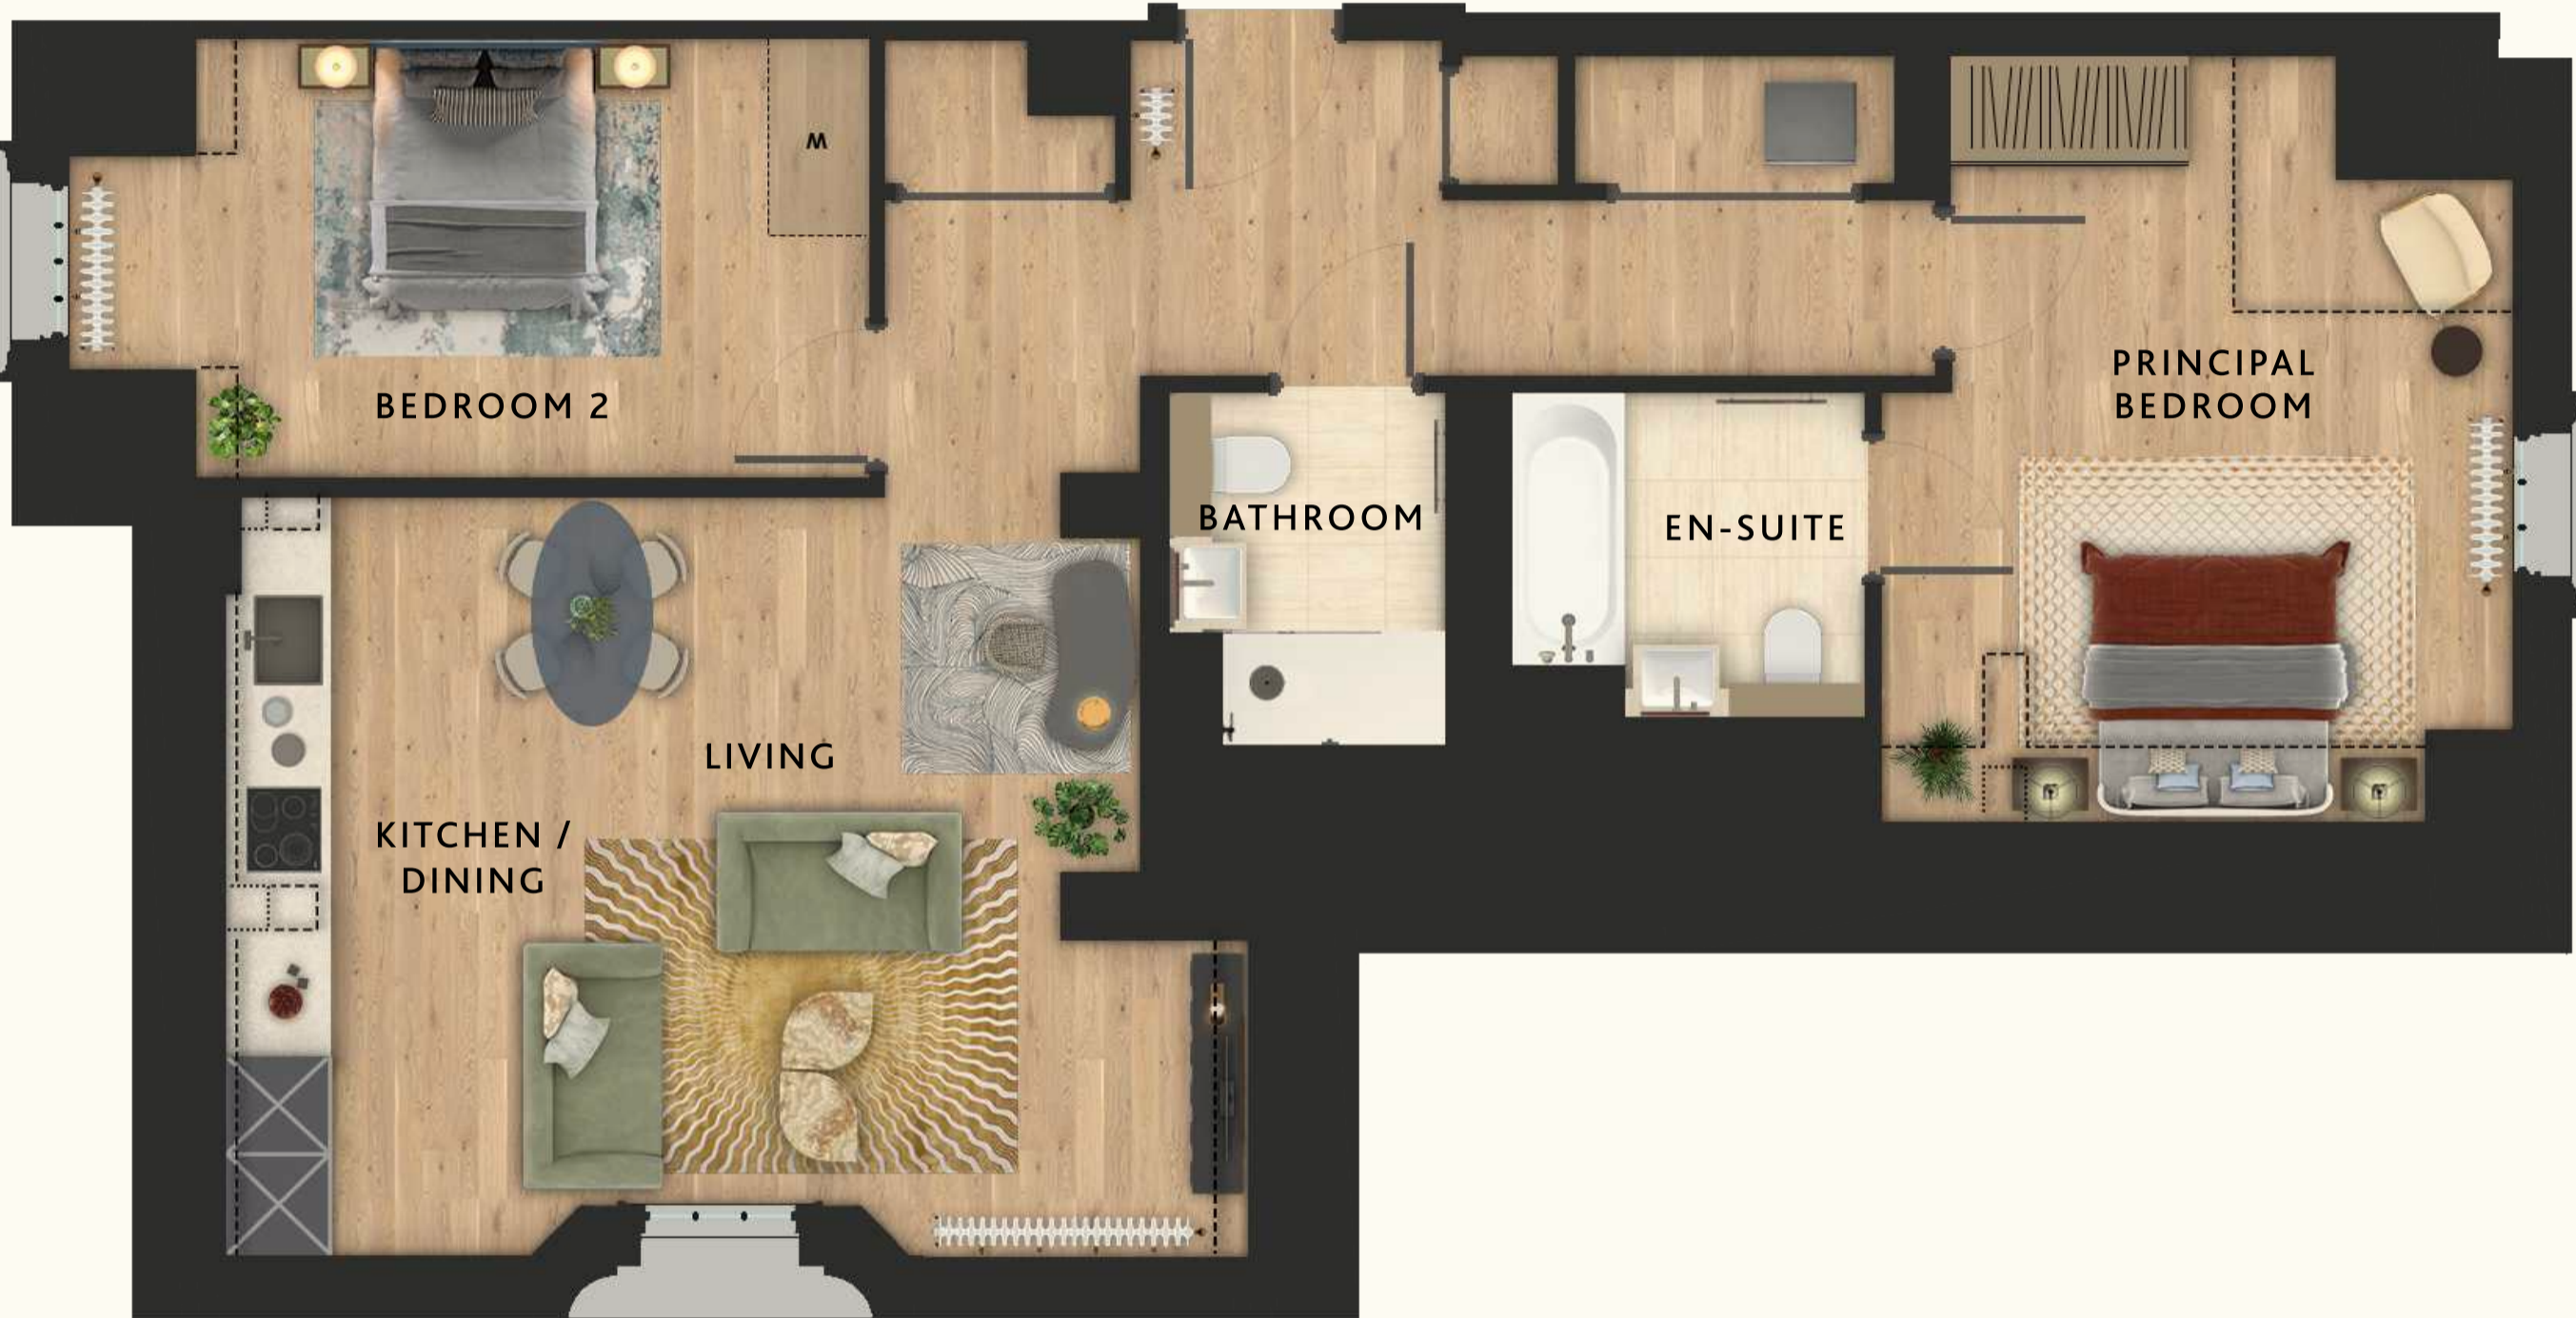 W
BEDROOM 2
PRINCIPAL
BEDROOM
BATHROOM
EN-SUITE
LIVING
KITCHEN /
DINING